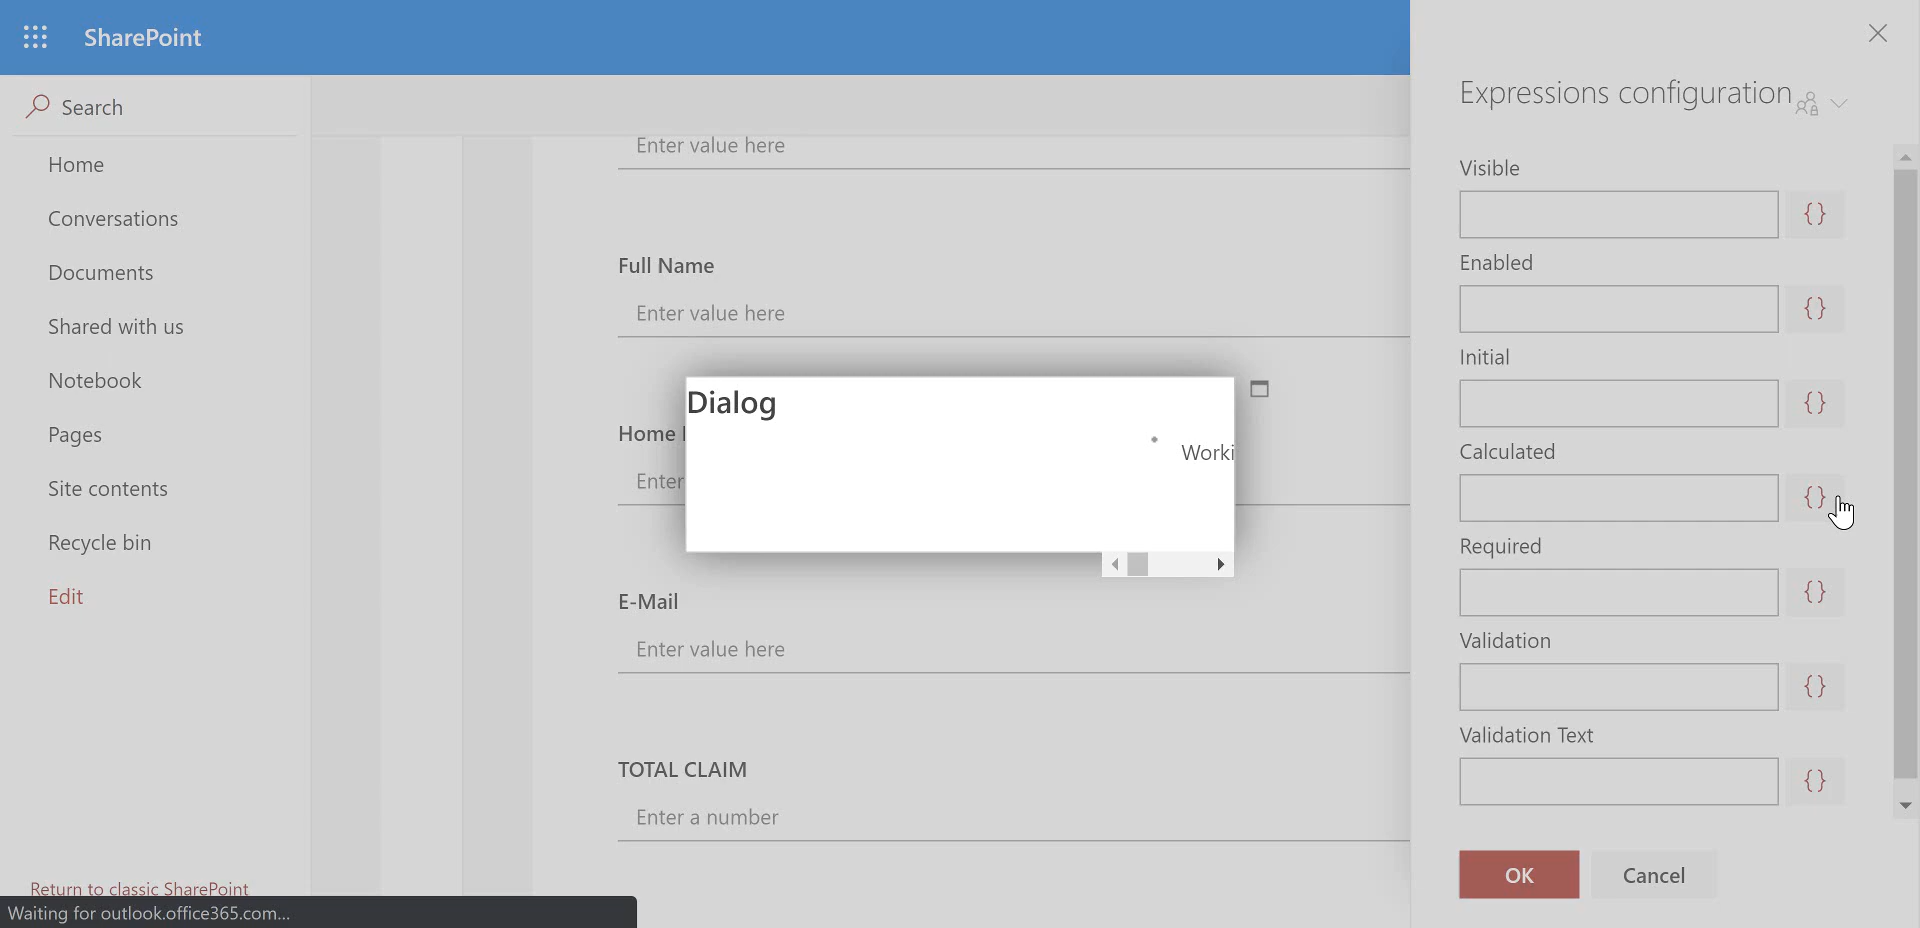 SharePoint
Search
Home
Conversations
Documents
Shared with us
Notebook
Pages
Site contents
Recycle bin
Edit
Return to classic SharePoint
Waiting for outlook.office365.com...
Enter value here
Full Name
Enter value here
Home
Enter
E-Mail
Enter value here
TOTAL CLAIM
Enter a number
Dialog
Worki
Expressions configuration
Visible
{}
Enabled
{}
Initial
{}
Calculated
{}
Required
{}
Validation
{}
Validation Text
{}
OK
Cancel